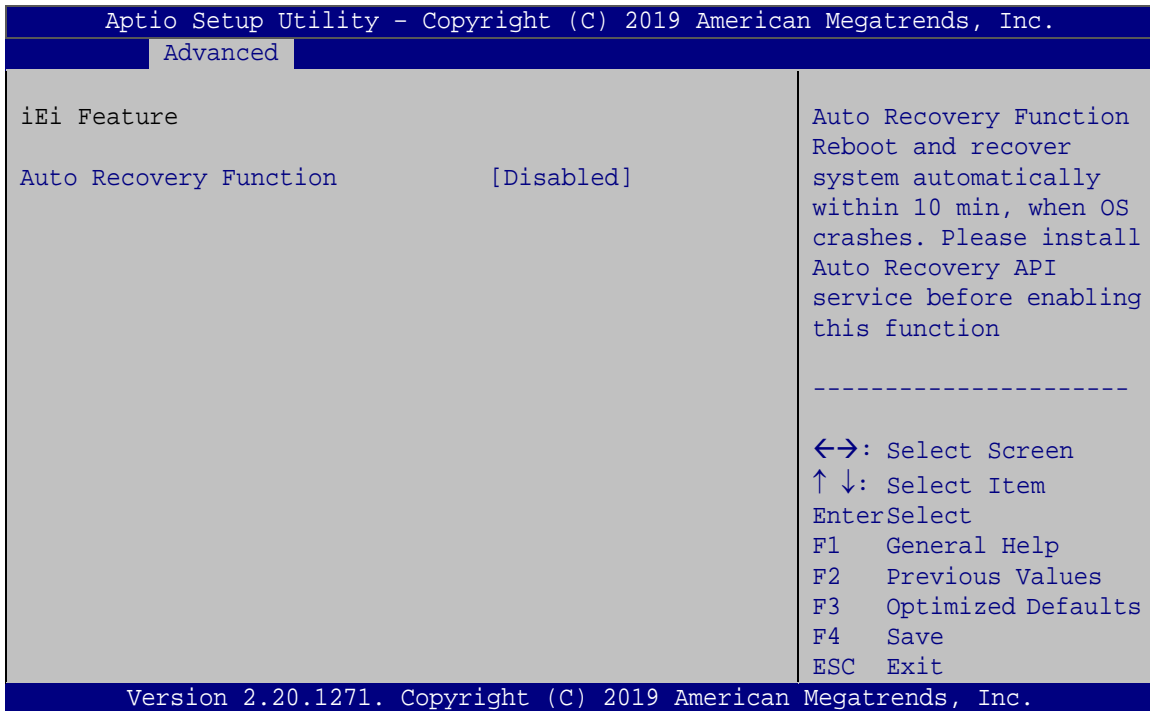 Aptio Setup Utility – Copyright (C) 2019 American Megatrends, Inc.
Advanced
iEi Feature
Auto Recovery Function [Disabled]
Auto Recovery Function
Reboot and recover
system automatically
within 10 min, when OS
crashes. Please install
Auto Recovery API
service before enabling
this function
----------------------
←→: Select Screen
↑ ↓: Select Item
EnterSelect
F1 General Help
F2 Previous Values
F3 Optimized Defaults
F4 Save
ESC Exit
Version 2.20.1271. Copyright (C) 2019 American Megatrends, Inc.